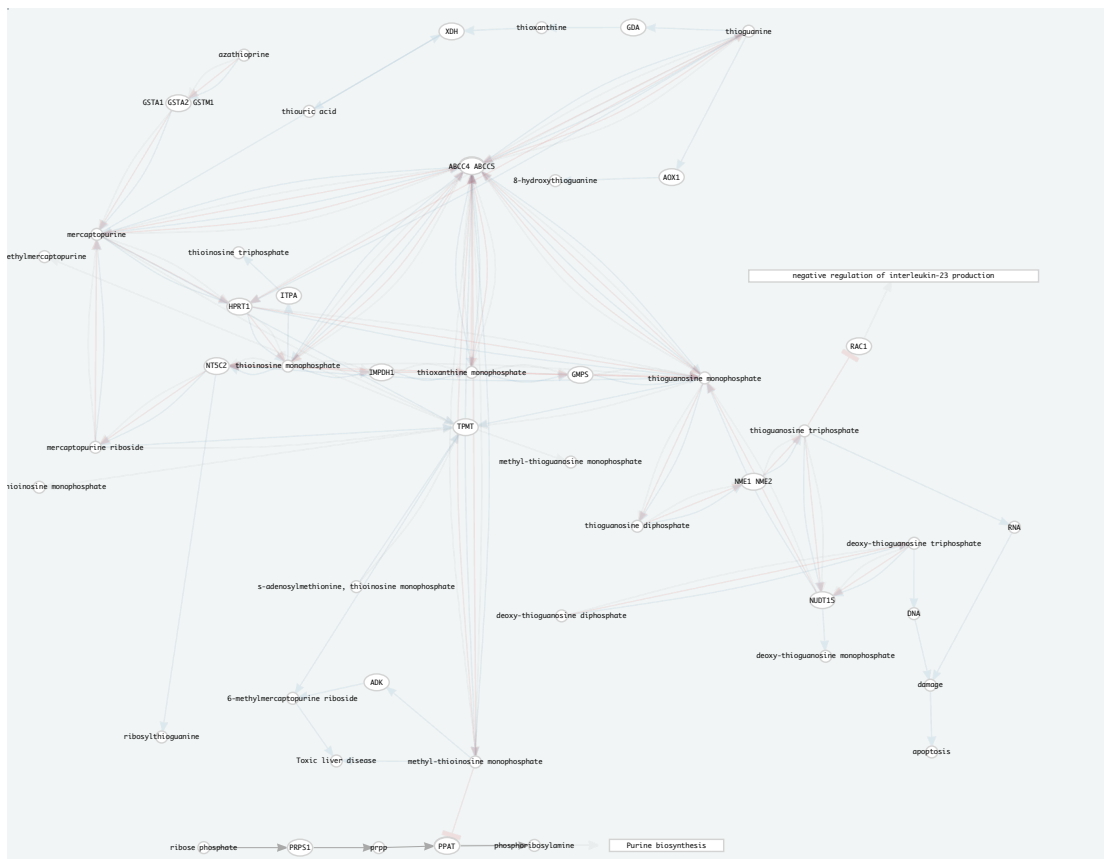 XDH
thioxanthine
GDA
thioguanine
azathioprine
GSTA1 GSTA2 GSTM1
thiouric acid
ABCC4 ABCC5
8-hydroxythioguanine
AOX1
mercaptopurine
ethylmercaptopurine
thioinosine triphosphate
negative regulation of interleukin-23 production
ITPA
HPRT1
RAC1
NT5C2
thioinosine monophosphate
IMPDH1
thioxanthine monophosphate
GMPS
thioguanosine monophosphate
TPMT
thioguanosine triphosphate
mercaptopurine riboside
methyl-thioguanosine monophosphate
NME1 NME2
hioinosine monophosphate
thioguanosine diphosphate
RNA
deoxy-thioguanosine triphosphate
s-adenosylmethionine, thioinosine monophosphate
NUDT15
deoxy-thioguanosine diphosphate
DNA
deoxy-thioguanosine monophosphate
ADK
damage
6-methylmercaptopurine riboside
ribosylthioguanine
apoptosis
Toxic liver disease
methyl-thioinosine monophosphate
ribose phosphate
PRPS1
prpp
PPAT
phosphoribosylamine
Purine biosynthesis